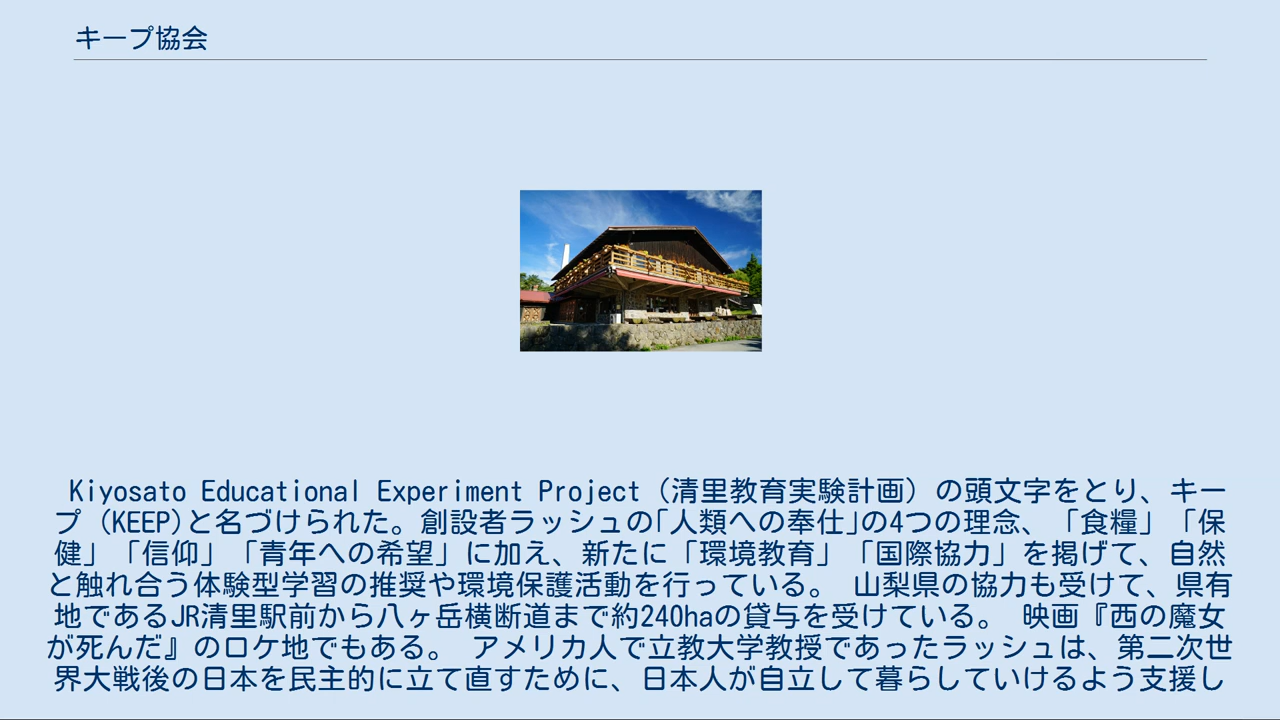 キープ協会
Kiyosato Educational Experiment Project（清里教育実験計画）の頭文字をとり、キー
プ（KEEP)と名づけられた。創設者ラッシュの｢人類への奉仕｣の4つの理念、「食糧」「保
健」「信仰」「青年への希望」に加え、新たに「環境教育」「国際協力」を掲げて、自然
と触れ合う体験型学習の推奨や環境保護活動を行っている。 山梨県の協力も受けて、県有
地であるJR清里駅前から八ヶ岳横断道まで約240haの貸与を受けている。 映画『西の魔女
が死んだ』のロケ地でもある。 アメリカ人で立教大学教授であったラッシュは、第二次世
界大戦後の日本を民主的に立て直すために、日本人が自立して暮らしていけるよう支援し